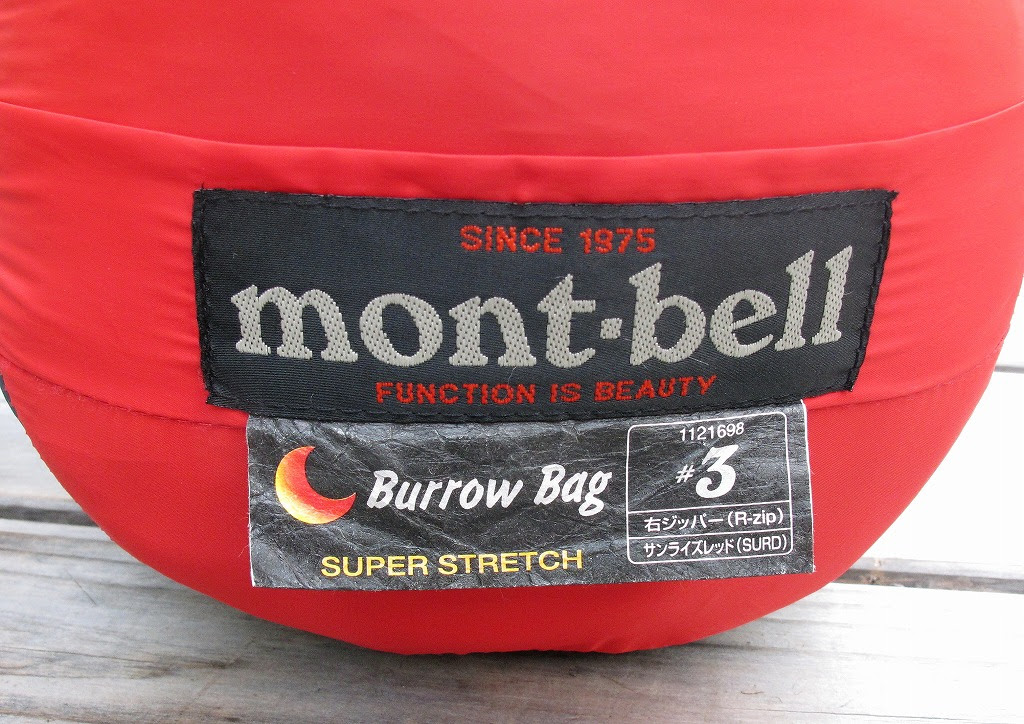 SINCE 1975
mont·bell
FUNCTION IS BEAUTY
Burrow Bag
SUPER STRETCH
1121698
#3
右ジッパー(R-zip)
サンライズレッド(SURD)